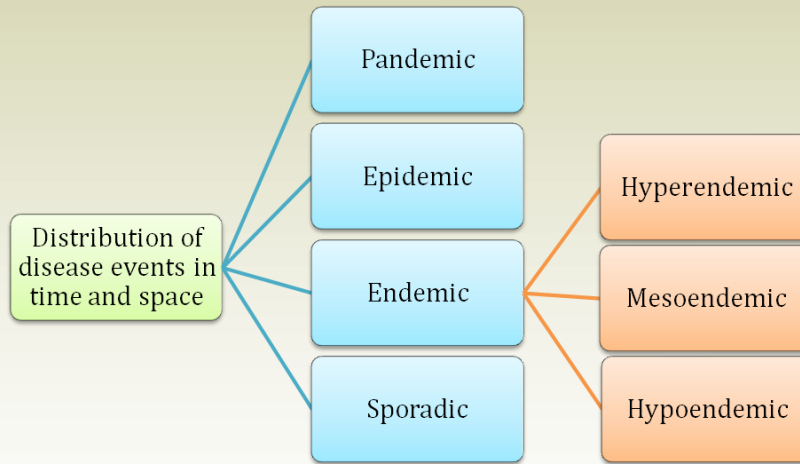 Distribution of
disease events in
time and space
Pandemic
Epidemic
Endemic
Sporadic
Hyperendemic
Mesoendemic
Hypoendemic